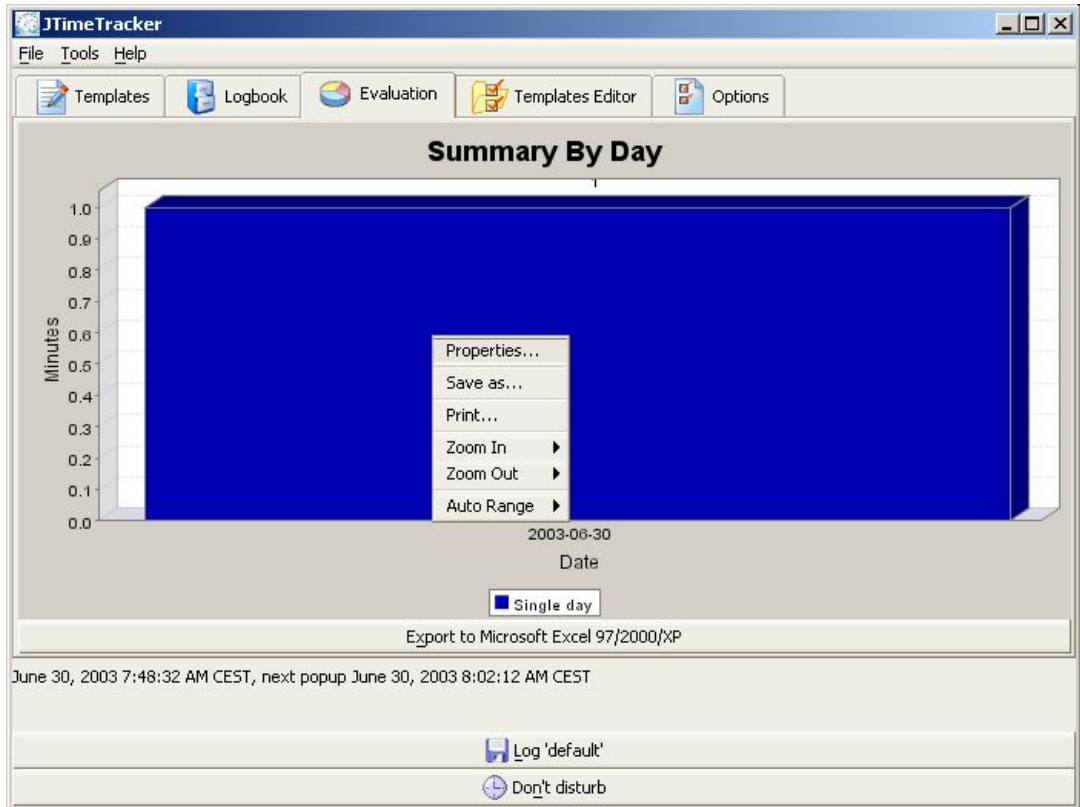 JTimeTracker
File Tools Help
Templates Logbook Evaluation Templates Editor Options
Summary By Day
1
1.0
0.9
0.8
0.7
0.6
0.5
0.4
0.3
0.2
0.1
0.0
Minutes
Properties...
Save as...
Print...
Zoom In
Zoom Out
Auto Range
2003-06-30
Date
Single day
Export to Microsoft Excel 97/2000/XP
June 30, 2003 7:48:32 AM CEST, next popup June 30, 2003 8:02:12 AM CEST
Log 'default'
Don't disturb